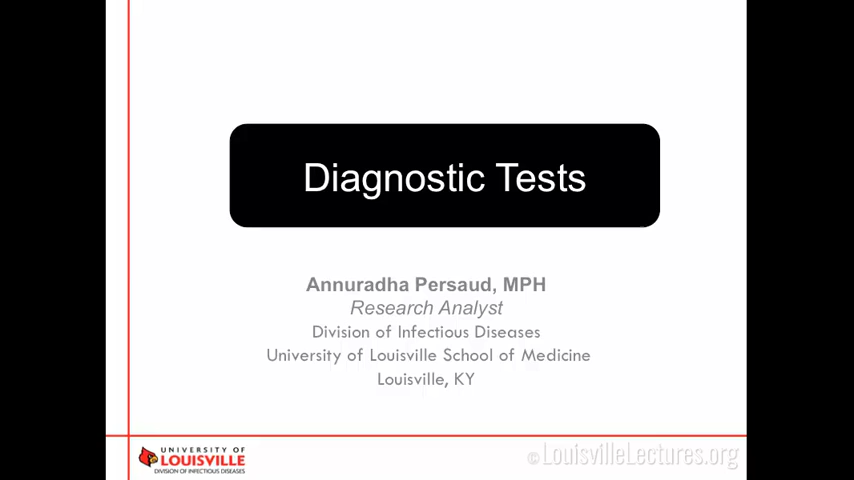 Diagnostic Tests
Annuradha Persaud, MPH
Research Analyst
Division of Infectious Diseases
University of Louisville School of Medicine
Louisville, KY
UNIVERSITY OF
LOUISVILLE
DIVISION OF INFECTIOUS DISEASES
©LouisvilleLectures.org